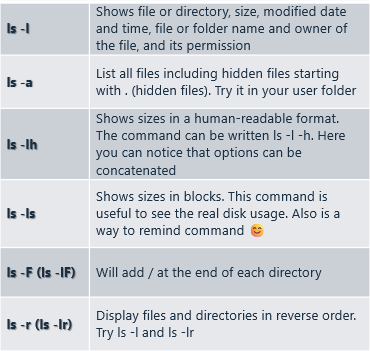 ls -l
Shows file or directory, size, modified date
and time, file or folder name and owner of
the file, and its permission
ls -a
List all files including hidden files starting
with . (hidden files). Try it in your user folder
ls -lh
Shows sizes in a human-readable format.
The command can be written ls -l -h. Here
you can notice that options can be
concatenated
ls -ls
Shows sizes in blocks. This command is
useful to see the real disk usage. Also is a
way to remind command 😊
ls -F (ls -lF)
Will add / at the end of each directory
ls -r (ls -lr)
Display files and directories in reverse order.
Try ls -l and ls -lr